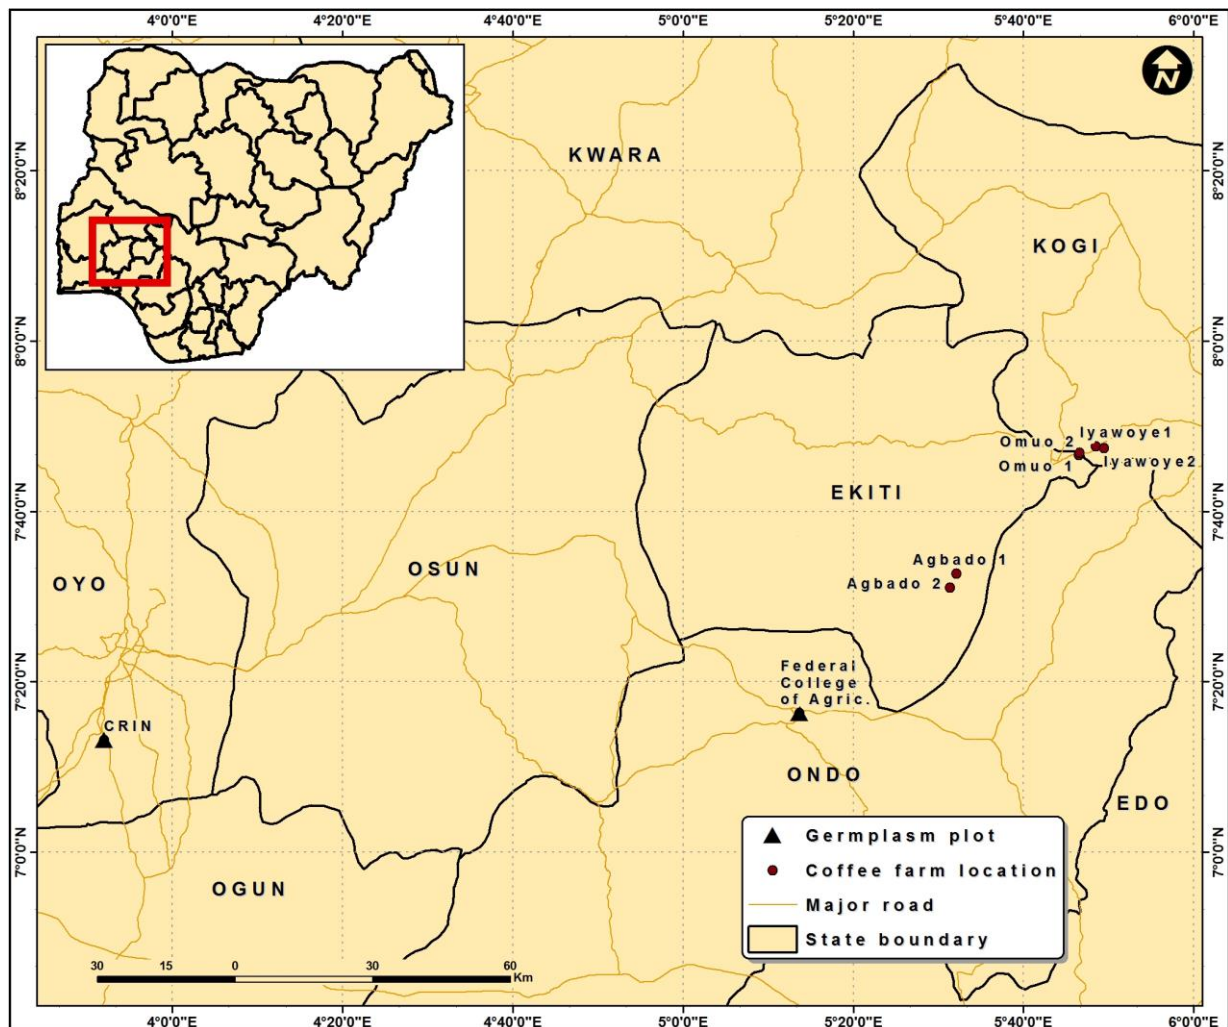 4°0'0"E 4°20'0"E 4°40'0"E 5°0'0"E 5°20'0"E 5°40'0"E 6°0'0"E
N
KWARA
8°20'0"N
8°20'0"N
KOGI
8°0'0"N
8°0'0"N
Omuo 2
Iyawoye1
Omuo 1
Iyawoye2
EKITI
7°40'0"N
7°40'0"N
Agbado 1
Agbado 2
OSUN
OYO
Federal
College
of Agric.
7°20'0"N
7°20'0"N
CRIN
ONDO
EDO
7°0'0"N
7°0'0"N
OGUN
Germplasm plot
Coffee farm location
Major road
State boundary
30 15 0 30 60
Km
4°0'0"E 4°20'0"E 4°40'0"E 5°0'0"E 5°20'0"E 5°40'0"E 6°0'0"E